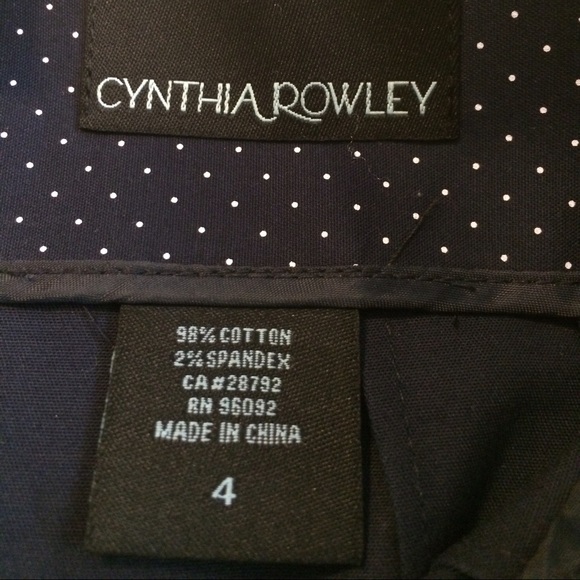 CYNTHIA ROWLEY
98% COTTON
2% SPANDEX
CA#28792
RN 96092
MADE IN CHINA
4